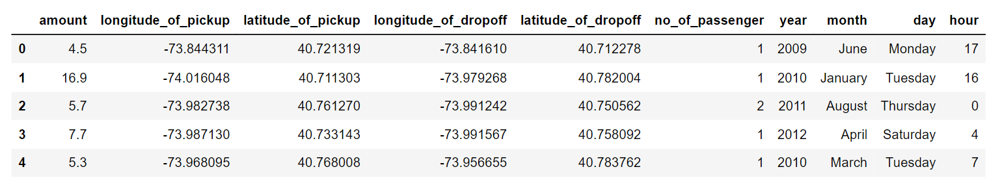 amount longitude_of_pickup latitude_of_pickup longitude_of_dropoff latitude_of_dropoff no_of_passenger year month day hour
0 4.5 -73.844311 40.721319 -73.841610 40.712278 1 2009 June Monday 17
1 16.9 -74.016048 40.711303 -73.979268 40.782004 1 2010 January Tuesday 16
2 5.7 -73.982738 40.761270 -73.991242 40.750562 2 2011 August Thursday 0
3 7.7 -73.987130 40.733143 -73.991567 40.758092 1 2012 April Saturday 4
4 5.3 -73.968095 40.768008 -73.956655 40.783762 1 2010 March Tuesday 7